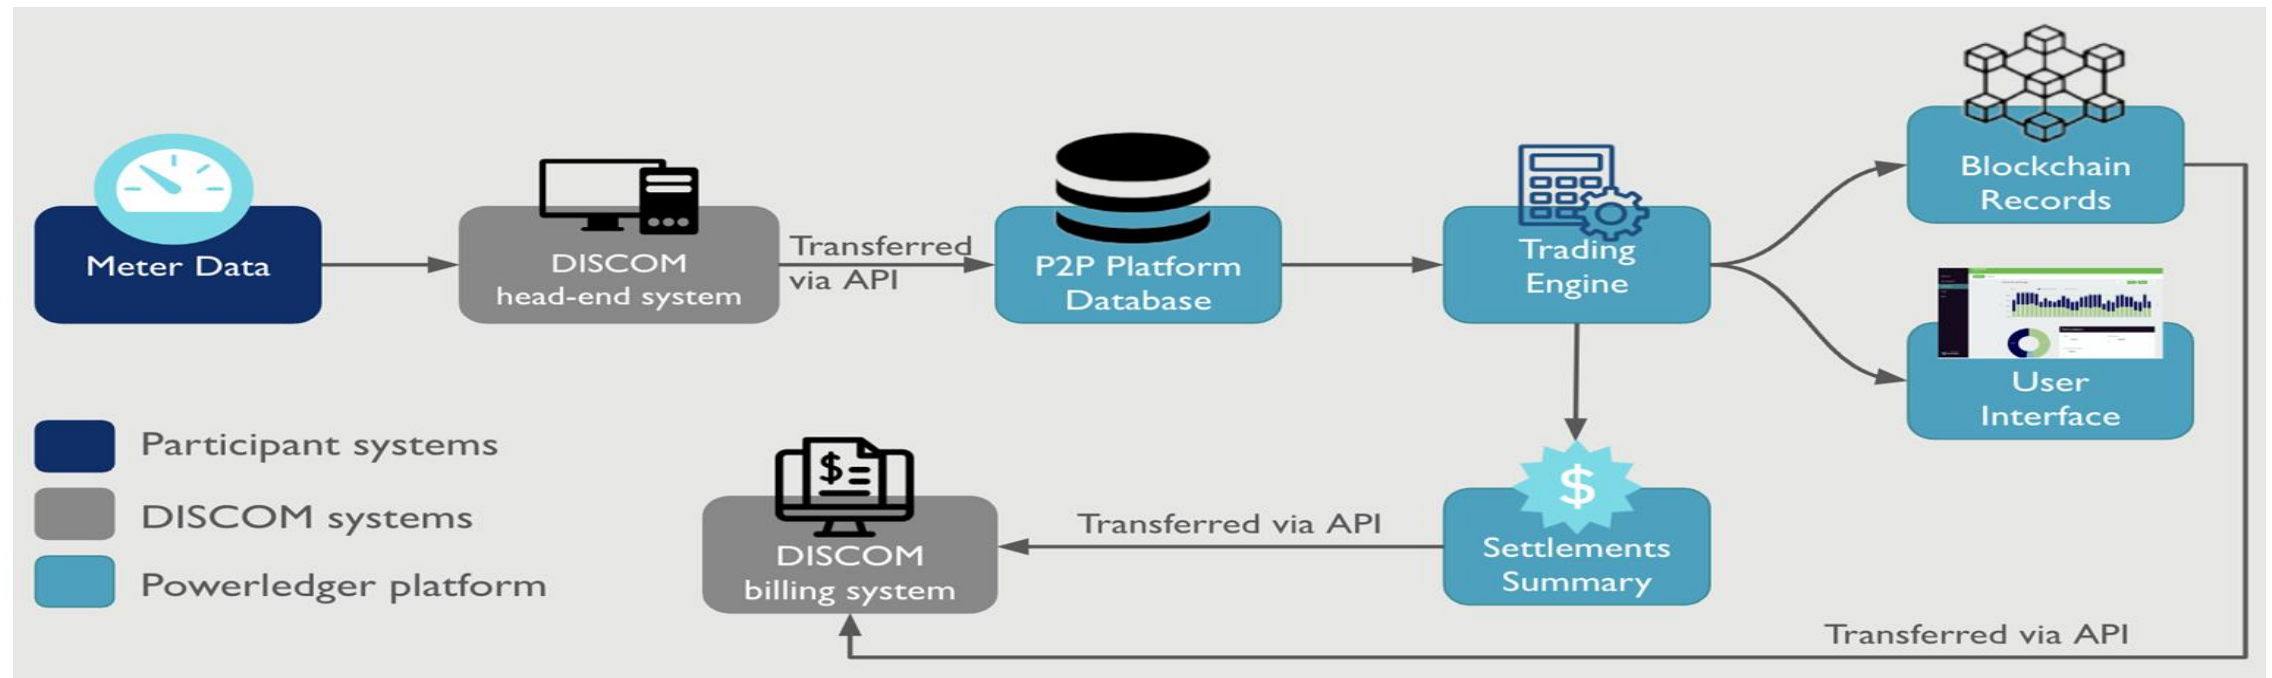 Meter Data
DISCOM
head-end system
Transferred
via API
P2P Platform
Database
Trading
Engine
Blockchain
Records
User
Interface
$
Settlements
Summary
Transferred via API
$
DISCOM
billing system
Transferred via API
Participant systems
DISCOM systems
Powerledger platform